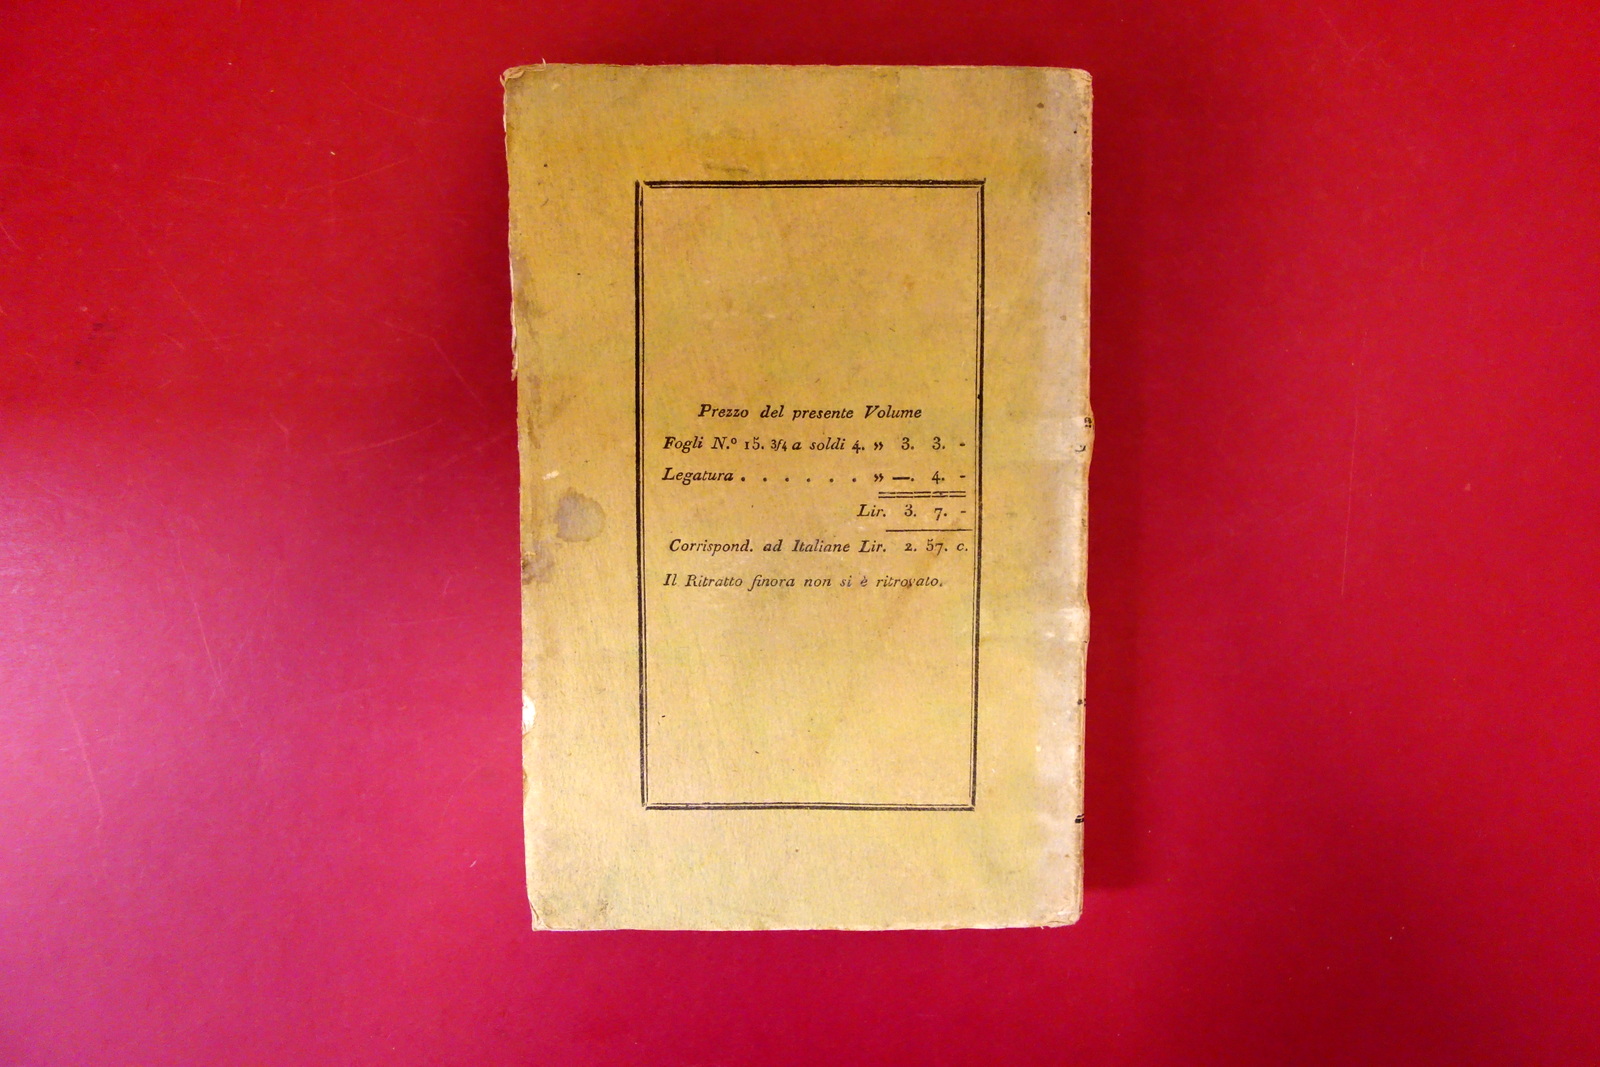 Prezzo del presente Volume
Fogli N.º 15. 3/4 a soldi 4. » 3. 3. -
Legatura . . . . . . » —. 4. -
Lir. 3. 7. -
Corrispond. ad Italiane Lir. 2. 57. c.
Il Ritratto finora non si è ritrovato.